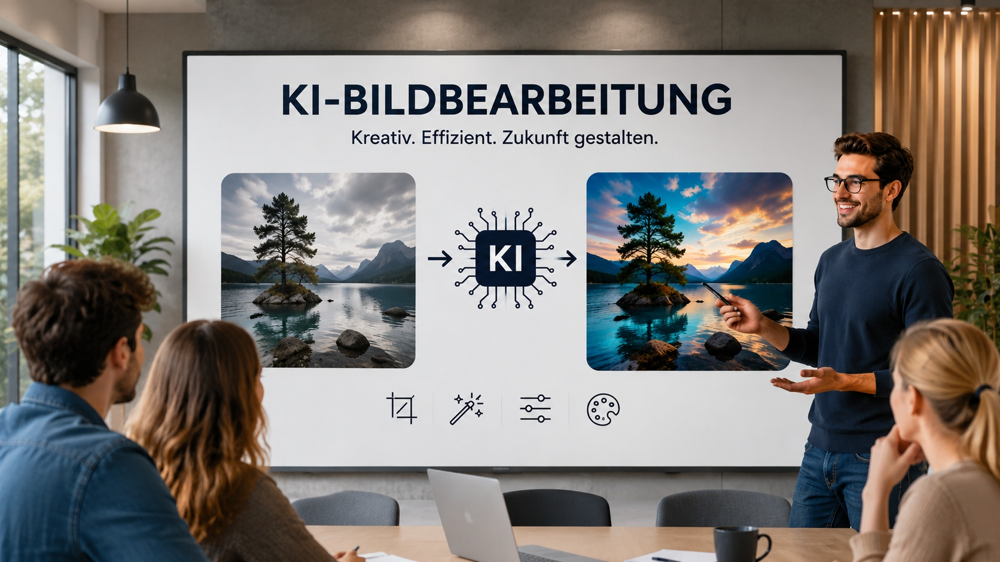 KI-BILDBEARBEITUNG
Kreativ. Effizient. Zukunft gestalten.
KI